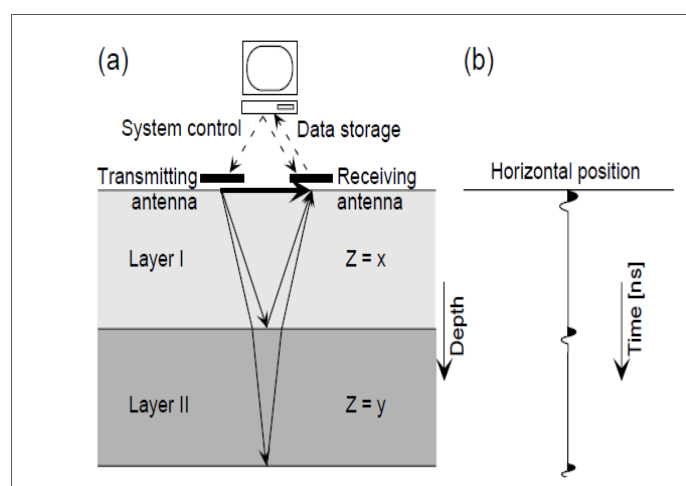 (a)
(b)
System control
Data storage
Transmitting
antenna
Receiving
antenna
Horizontal position
Layer I
Z = x
Depth
Time [ns]
Layer II
Z = y